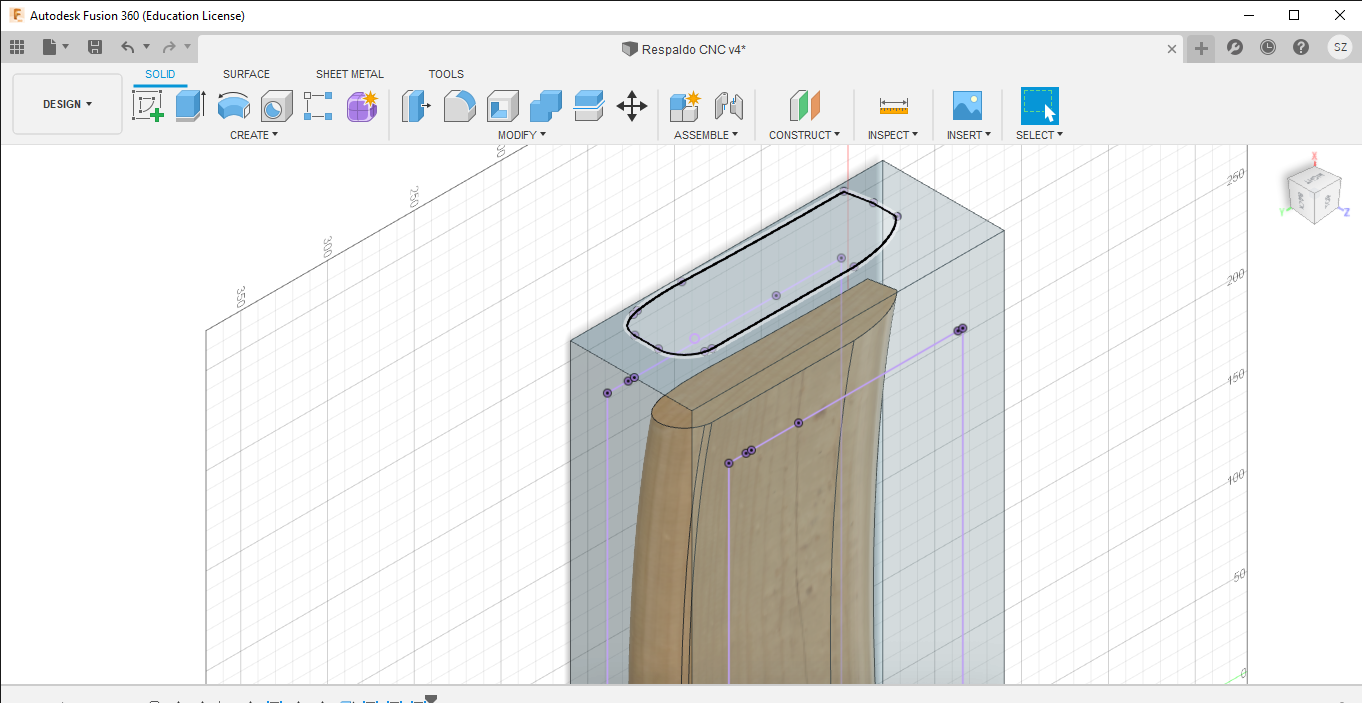 Autodesk Fusion 360 (Education License)
Respaldo CNC v4*
SZ
DESIGN
SOLID
SURFACE
SHEET METAL
TOOLS
CREATE
MODIFY
ASSEMBLE
CONSTRUCT
INSPECT
INSERT
SELECT
250
300
350
250
200
150
100
50
0
X
Y
Z